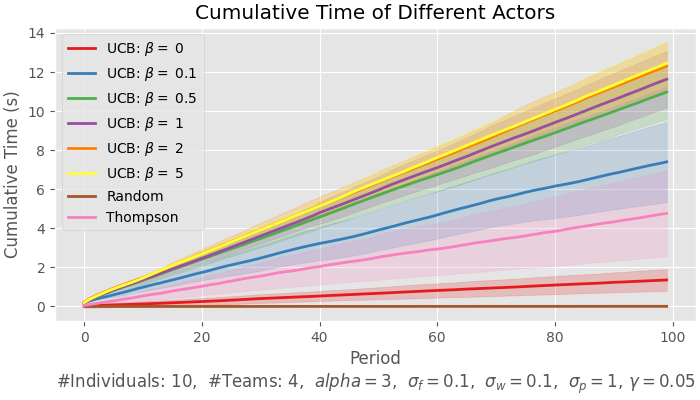 Cumulative Time of Different Actors
Cumulative Time (s)
14
12
10
8
6
4
2
0
UCB: β = 0
UCB: β = 0.1
UCB: β = 0.5
UCB: β = 1
UCB: β = 2
UCB: β = 5
Random
Thompson
0 20 40 60 80 100
Period
#Individuals: 10, #Teams: 4, alpha = 3, σ_f = 0.1, σ_w = 0.1, σ_p = 1, γ = 0.05